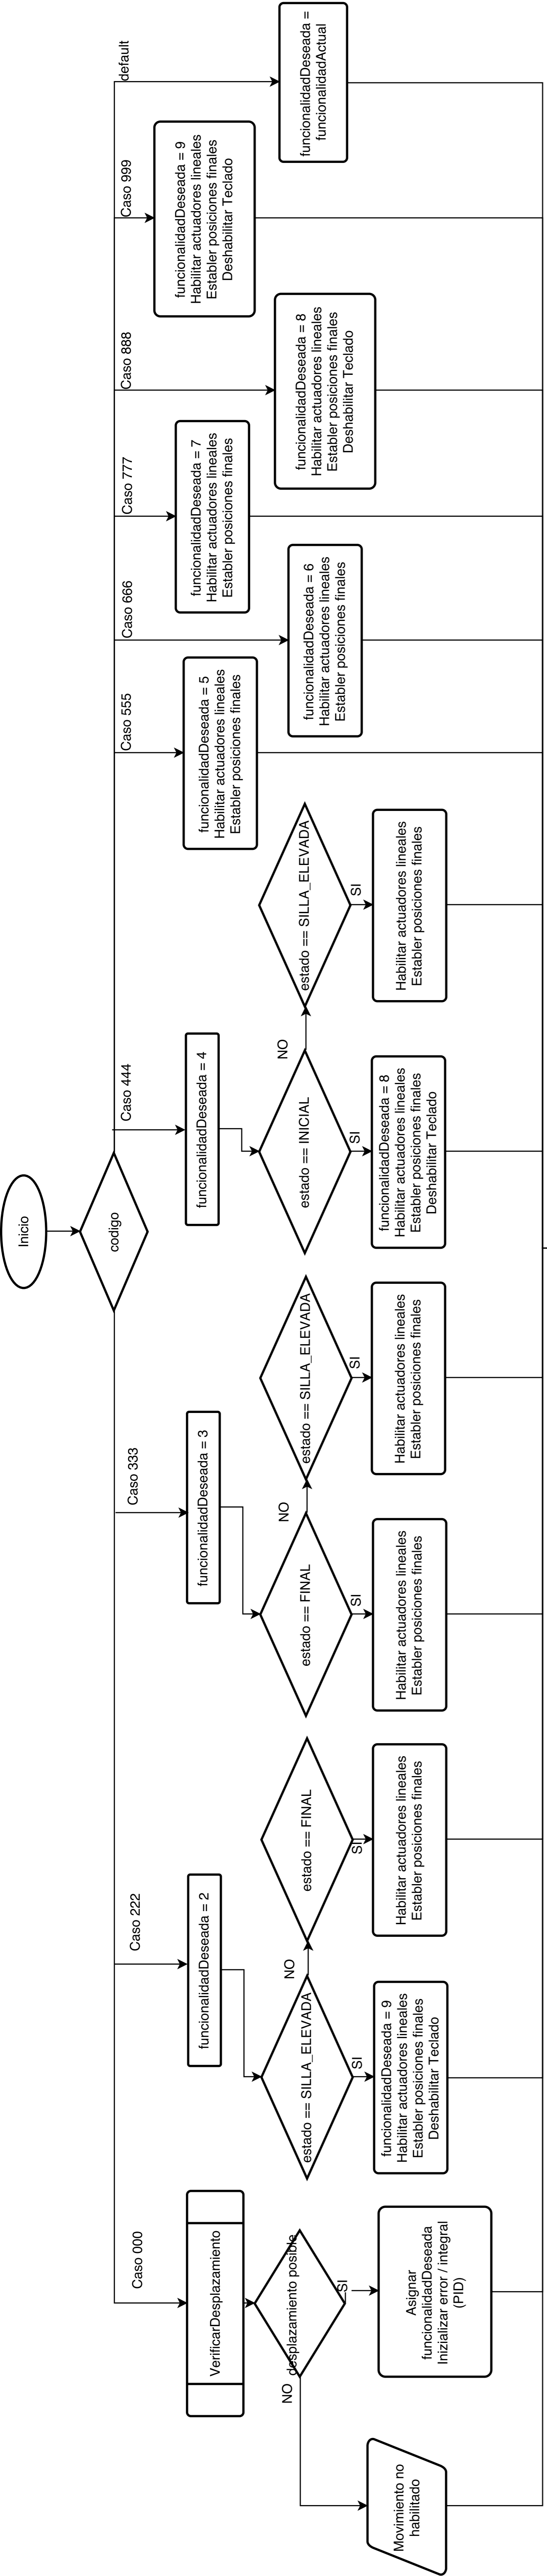 Inicio
codigo
Caso 000
VerificarDesplazamiento
desplazamiento posible
NO
SI
Movimiento no
habilitado
Asignar
funcionalidadDeseada
Inizializar error / integral
(PID)
Caso 222
funcionalidadDeseada = 2
estado == SILLA_ELEVADA
SI
funcionalidadDeseada = 9
Habilitar actuadores lineales
Establer posiciones finales
Deshabilitar Teclado
NO
estado == FINAL
SI
Habilitar actuadores lineales
Establer posiciones finales
Caso 333
funcionalidadDeseada = 3
estado == FINAL
SI
Habilitar actuadores lineales
Establer posiciones finales
NO
estado == SILLA_ELEVADA
SI
Habilitar actuadores lineales
Establer posiciones finales
Caso 444
funcionalidadDeseada = 4
estado == INICIAL
SI
funcionalidadDeseada = 8
Habilitar actuadores lineales
Establer posiciones finales
Deshabilitar Teclado
NO
estado == SILLA_ELEVADA
SI
Habilitar actuadores lineales
Establer posiciones finales
Caso 555
funcionalidadDeseada = 5
Habilitar actuadores lineales
Establer posiciones finales
Caso 666
funcionalidadDeseada = 6
Habilitar actuadores lineales
Establer posiciones finales
Caso 777
funcionalidadDeseada = 7
Habilitar actuadores lineales
Establer posiciones finales
Caso 888
funcionalidadDeseada = 8
Habilitar actuadores lineales
Establer posiciones finales
Deshabilitar Teclado
Caso 999
funcionalidadDeseada = 9
Habilitar actuadores lineales
Establer posiciones finales
Deshabilitar Teclado
default
funcionalidadDeseada =
funcionalidadActual